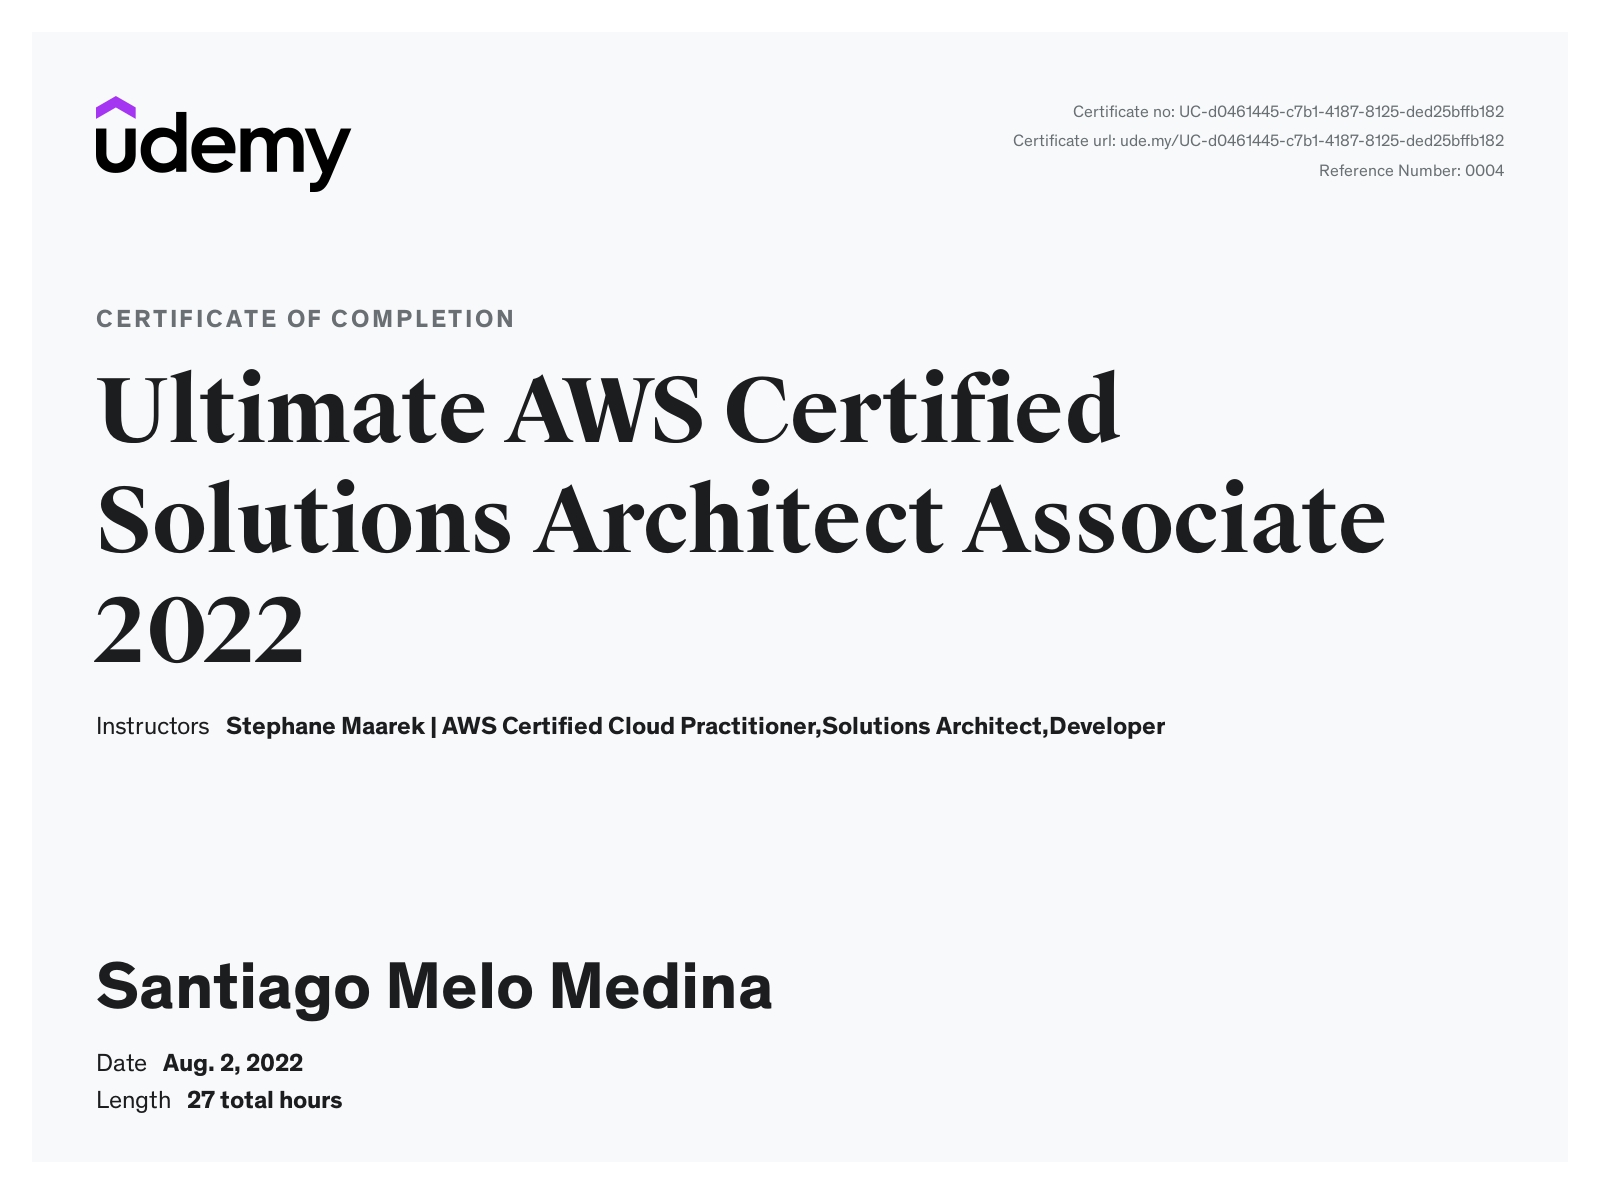 udemy
Certificate no: UC-d0461445-c7b1-4187-8125-ded25bffb182
Certificate url: ude.my/UC-d0461445-c7b1-4187-8125-ded25bffb182
Reference Number: 0004
CERTIFICATE OF COMPLETION
Ultimate AWS Certified
Solutions Architect Associate
2022
Instructors Stephane Maarek | AWS Certified Cloud Practitioner,Solutions Architect,Developer
Santiago Melo Medina
Date Aug. 2, 2022
Length 27 total hours